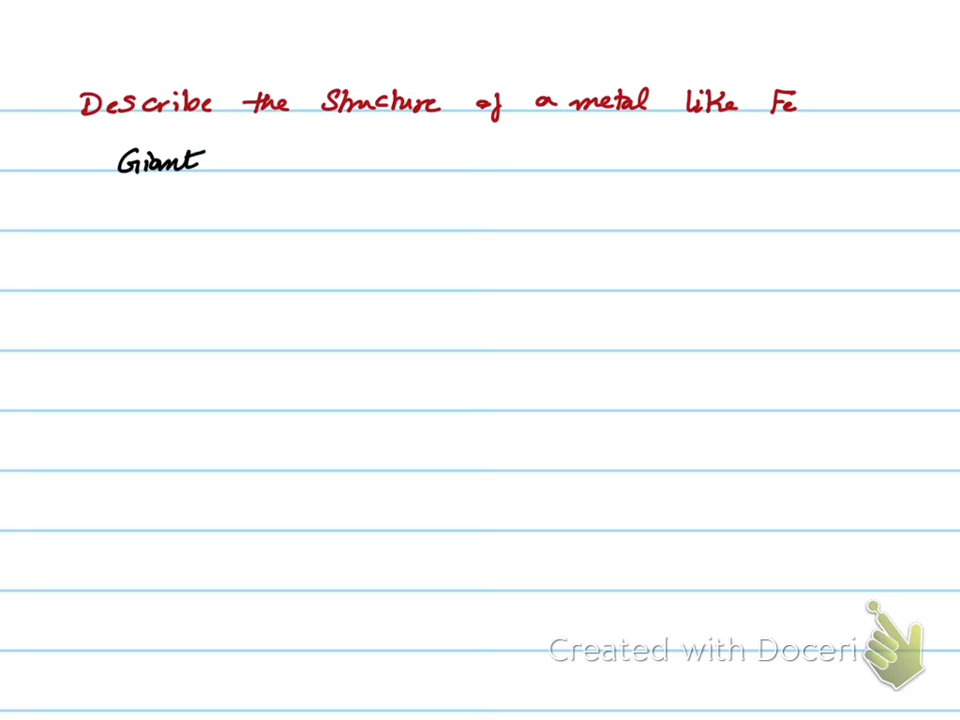 Describe the structure of a metal like Fe
Giant
Created with Doceri